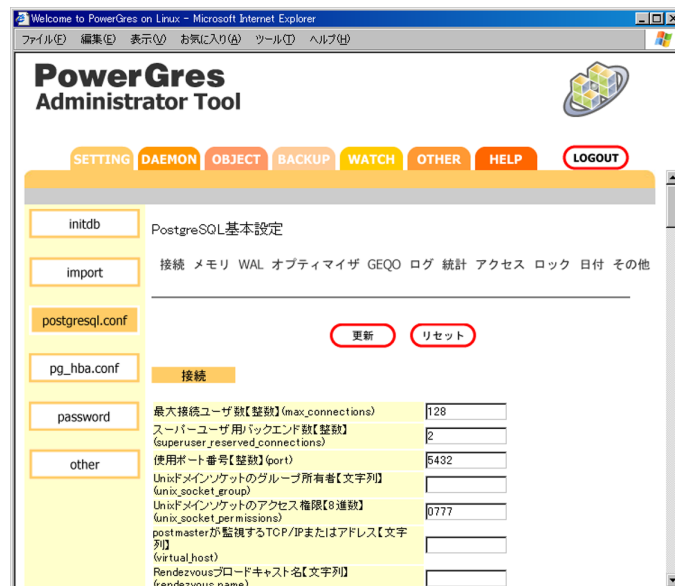 Welcome to PowerGres on Linux - Microsoft Internet Explorer
ファイル(F) 編集(E) 表示(V) お気に入り(A) ツール(T) ヘルプ(H)
PowerGres
Administrator Tool
SETTING DAEMON OBJECT BACKUP WATCH OTHER HELP LOGOUT
initdb
import
postgresql.conf
pg_hba.conf
password
other
PostgreSQL基本設定
接続 メモリ WAL オプティマイザ GEQO ログ 統計 アクセス ロック 日付 その他
更新 リセット
接続
最大接続ユーザ数【整数】(max_connections) 128
スーパーユーザ用バックエンド数【整数】
(superuser_reserved_connections) 2
使用ポート番号【整数】(port) 5432
Unixドメインソケットのグループ所有者【文字列】
(unix_socket_group)
Unixドメインソケットのアクセス権限【8進数】
(unix_socket_permissions) 0777
postmasterが監視するTCP/IPまたはアドレス【文字
列】
(virtual_host)
Rendezvousブロードキャスト名【文字列】
(rendezvous_name)